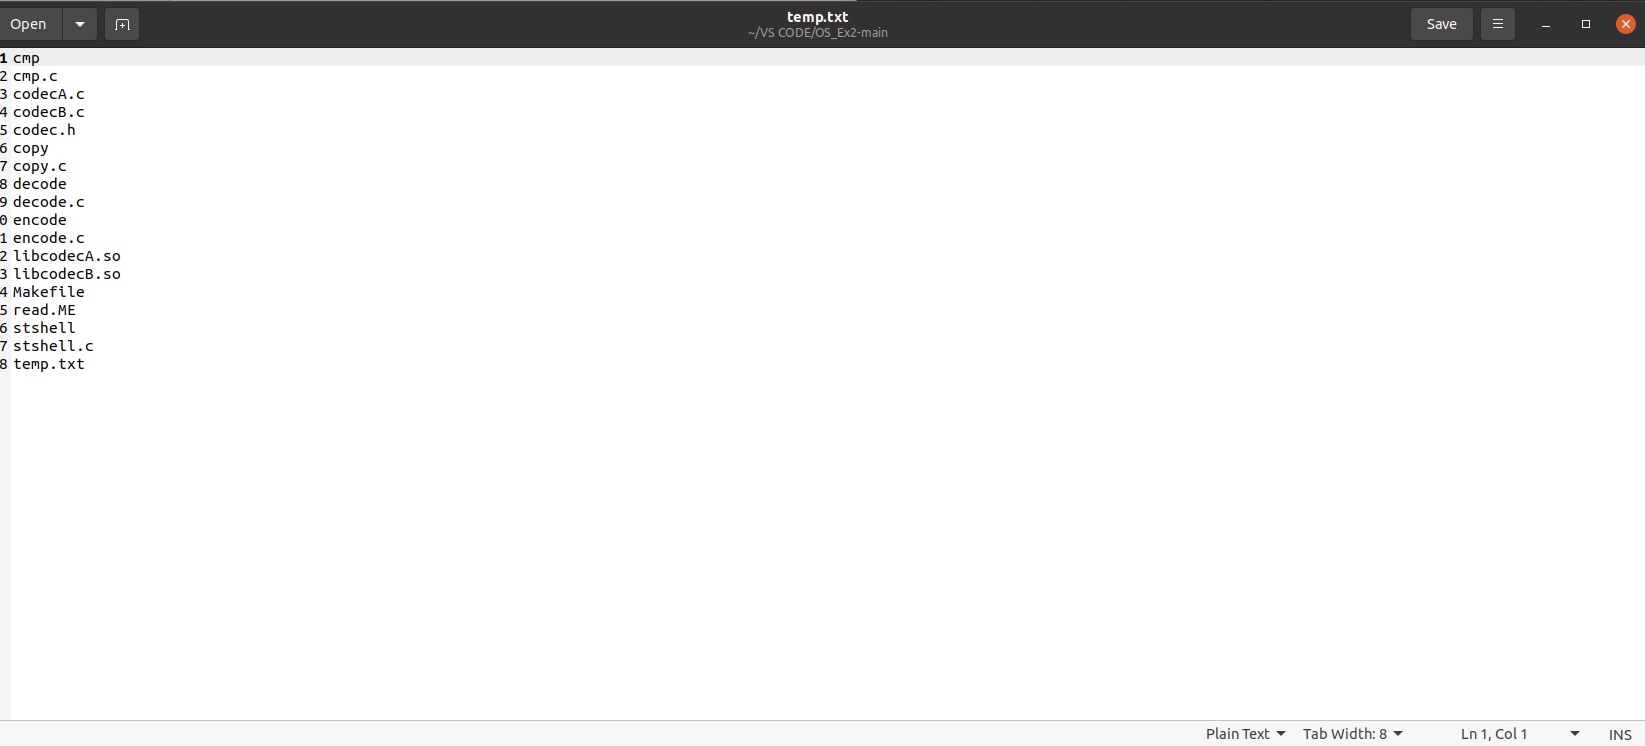 Open
temp.txt
~/VS CODE/OS_Ex2-main
Save
1 cmp
2 cmp.c
3 codecA.c
4 codecB.c
5 codec.h
6 copy
7 copy.c
8 decode
9 decode.c
0 encode
1 encode.c
2 libcodecA.so
3 libcodecB.so
4 Makefile
5 read.ME
6 stshell
7 stshell.c
8 temp.txt
Plain Text Tab Width: 8 Ln 1, Col 1 INS